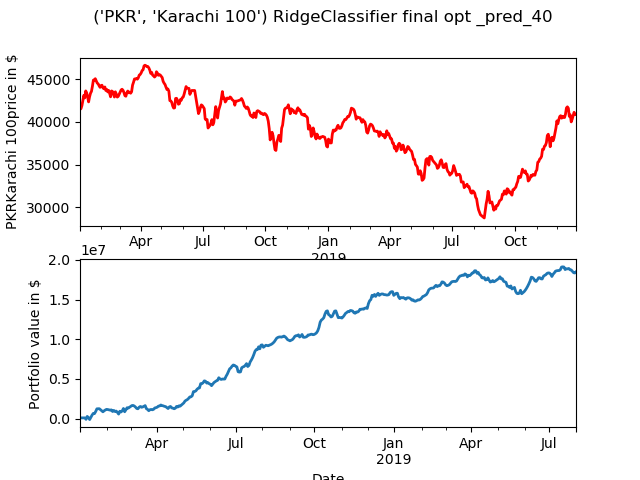 ('PKR', 'Karachi 100') RidgeClassifier final opt _pred_40
PKRKarachi 100price in $
45000
40000
35000
30000
Apr Jul Oct Jan Apr Jul Oct
2019
1e7
Portfolio value in $
2.0
1.5
1.0
0.5
0.0
Apr Jul Oct Jan Apr Jul
2019
Date